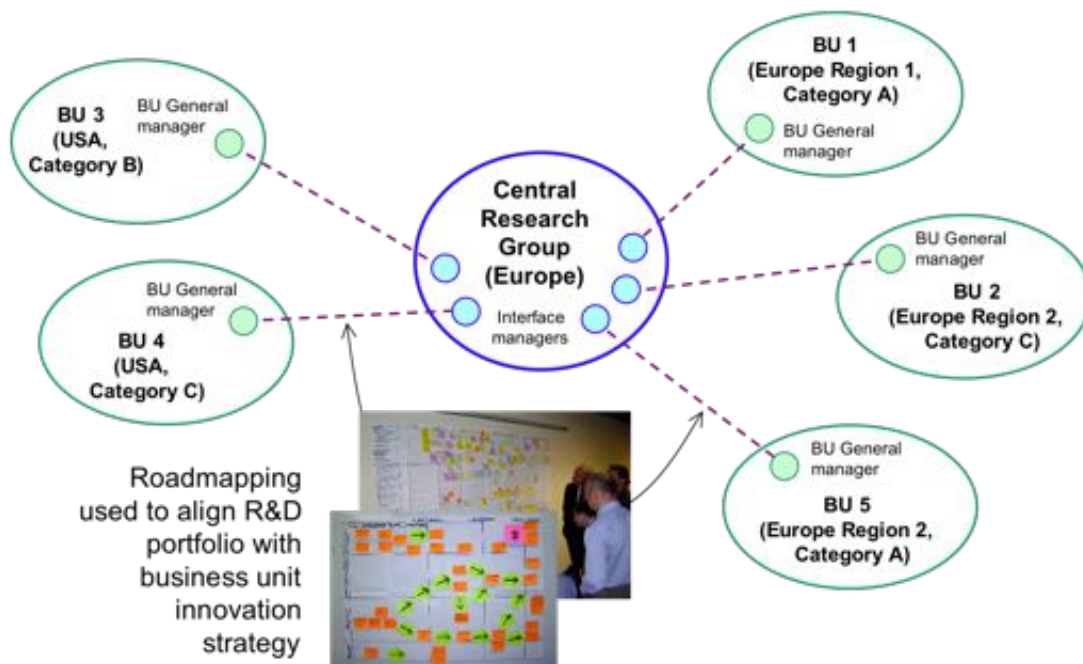 BU 1
(Europe Region 1,
Category A)
BU General
manager
BU 3
(USA,
Category B)
BU General
manager
Central
Research
Group
(Europe)
Interface
managers
BU General
manager
BU 2
(Europe Region 2,
Category C)
BU General
manager
BU 4
(USA,
Category C)
BU General
manager
BU 5
(Europe Region 2,
Category A)
Roadmapping
used to align R&D
portfolio with
business unit
innovation
strategy